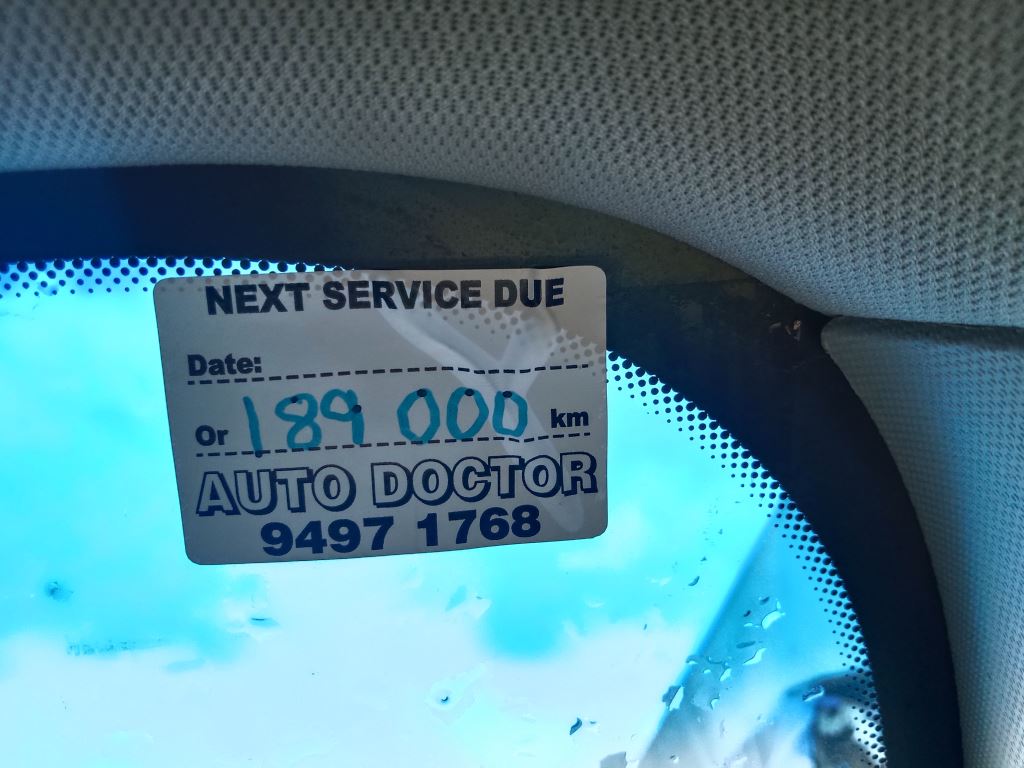 NEXT SERVICE DUE
Date:
Or 189 000 km
AUTO DOCTOR
9497 1768